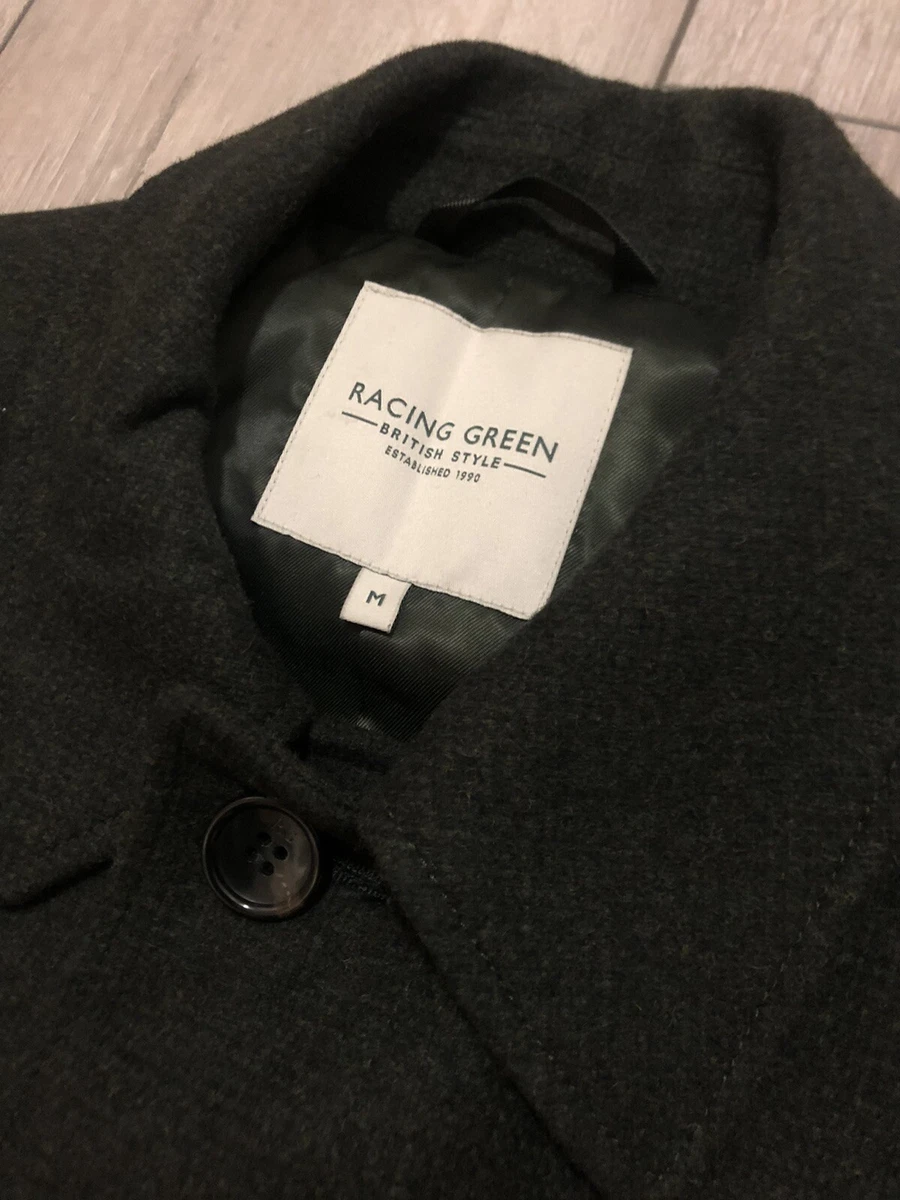 RACING GREEN
BRITISH STYLE
ESTABLISHED 1990
M